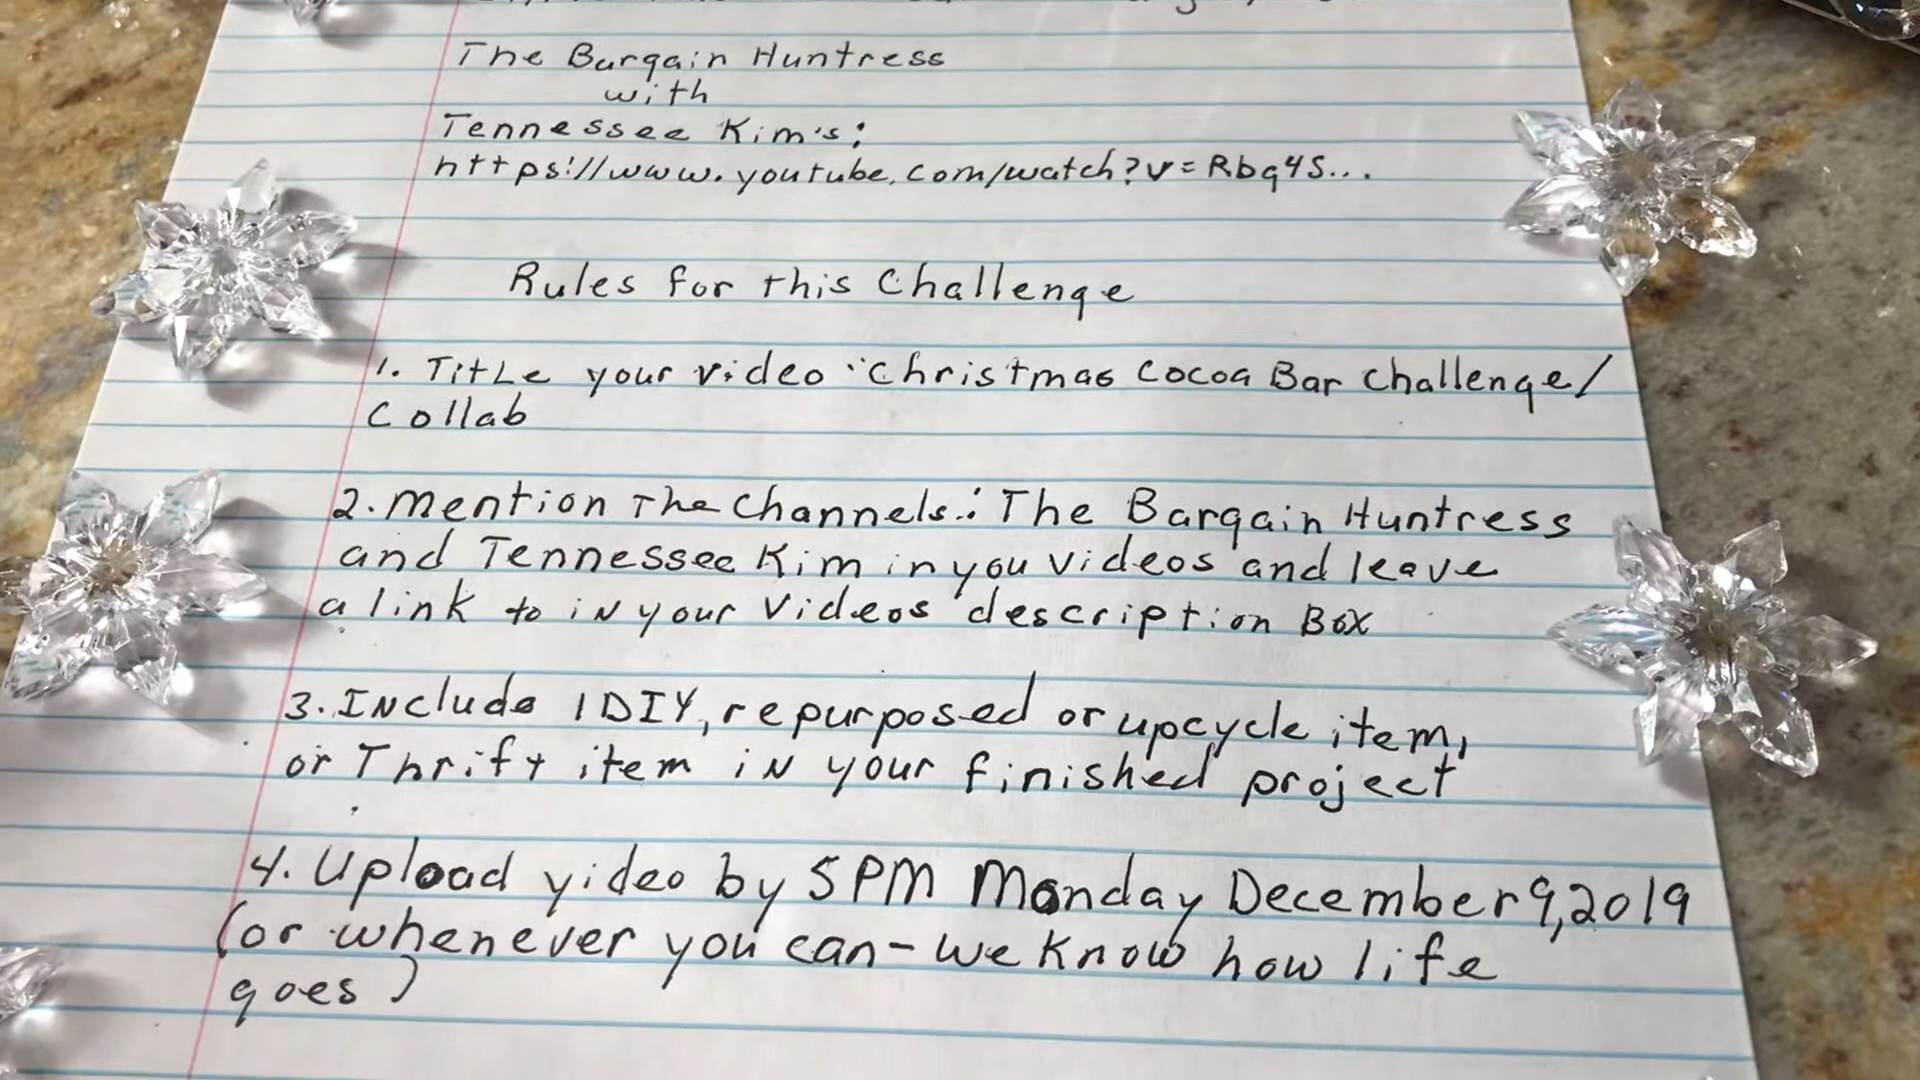 The Bargain Huntress
with
Tennessee Kim's:
https://www.youtube.com/watch?v=Rbq4S...
Rules for this Challenge
1. Title your video "Christmas Cocoa Bar Challenge/
Collab
2. Mention The Channels: The Bargain Huntress
and Tennessee Kim in you videos and leave
a link to in your videos description Box
3. Include 1 DIY, repurposed or upcycle item,
or Thrift item in your finished project
4. Upload video by 5PM Monday December 9, 2019
(or whenever you can - we know how life
goes)